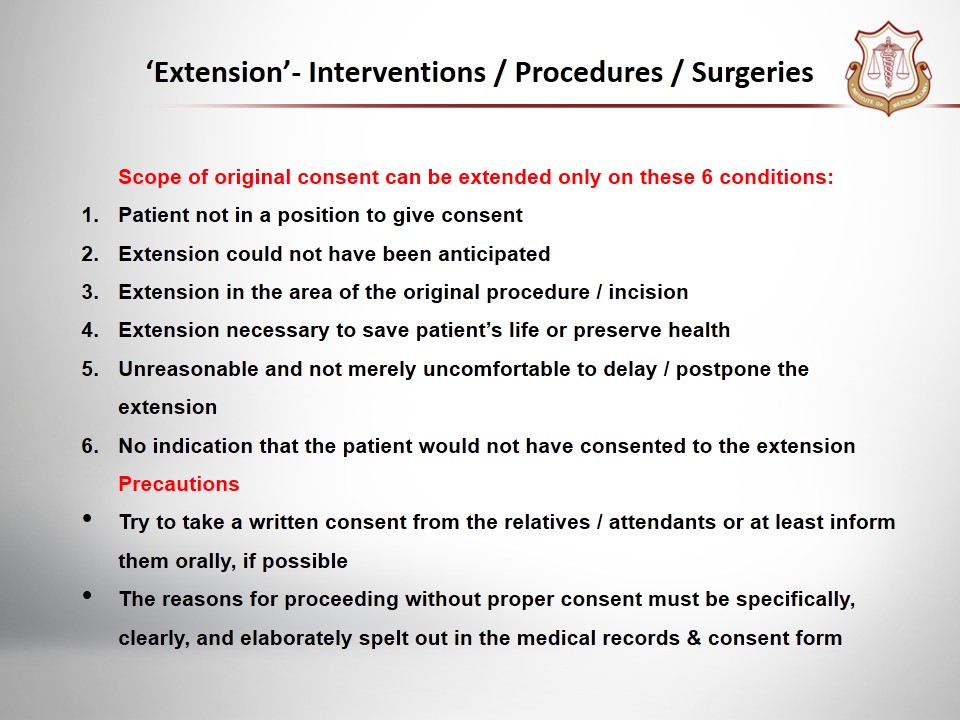 ‘Extension’- Interventions / Procedures / Surgeries
Scope of original consent can be extended only on these 6 conditions:
1. Patient not in a position to give consent
2. Extension could not have been anticipated
3. Extension in the area of the original procedure / incision
4. Extension necessary to save patient’s life or preserve health
5. Unreasonable and not merely uncomfortable to delay / postpone the
extension
6. No indication that the patient would not have consented to the extension
Precautions
• Try to take a written consent from the relatives / attendants or at least inform
them orally, if possible
• The reasons for proceeding without proper consent must be specifically,
clearly, and elaborately spelt out in the medical records & consent form